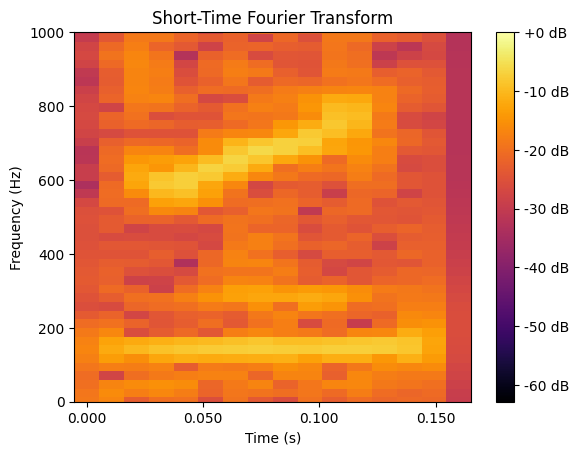 Short-Time Fourier Transform
1000
800
600
400
200
0
Frequency (Hz)
0.000
0.050
0.100
0.150
Time (s)
+0 dB
-10 dB
-20 dB
-30 dB
-40 dB
-50 dB
-60 dB